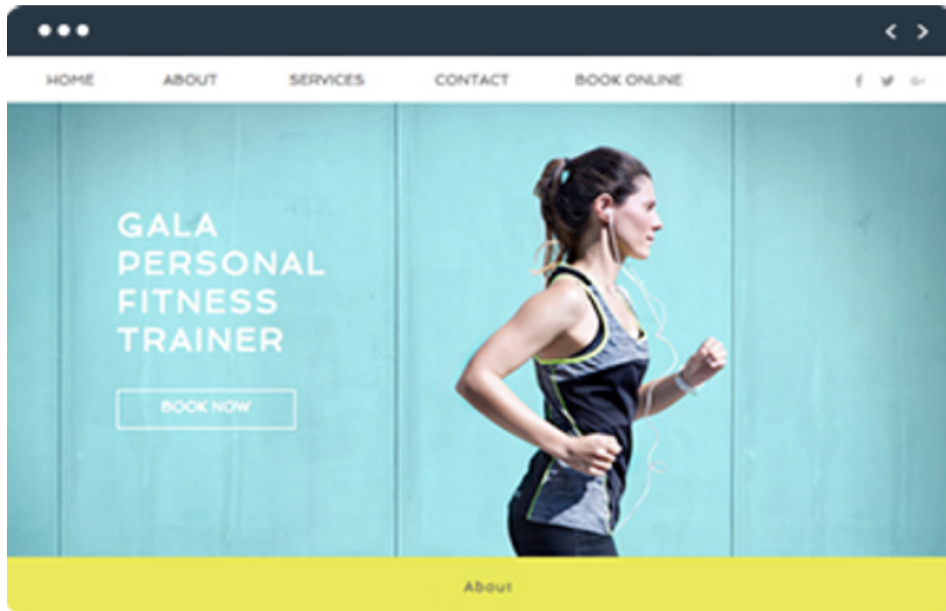 HOME ABOUT SERVICES CONTACT BOOK ONLINE
GALA
PERSONAL
FITNESS
TRAINER
BOOK NOW
About